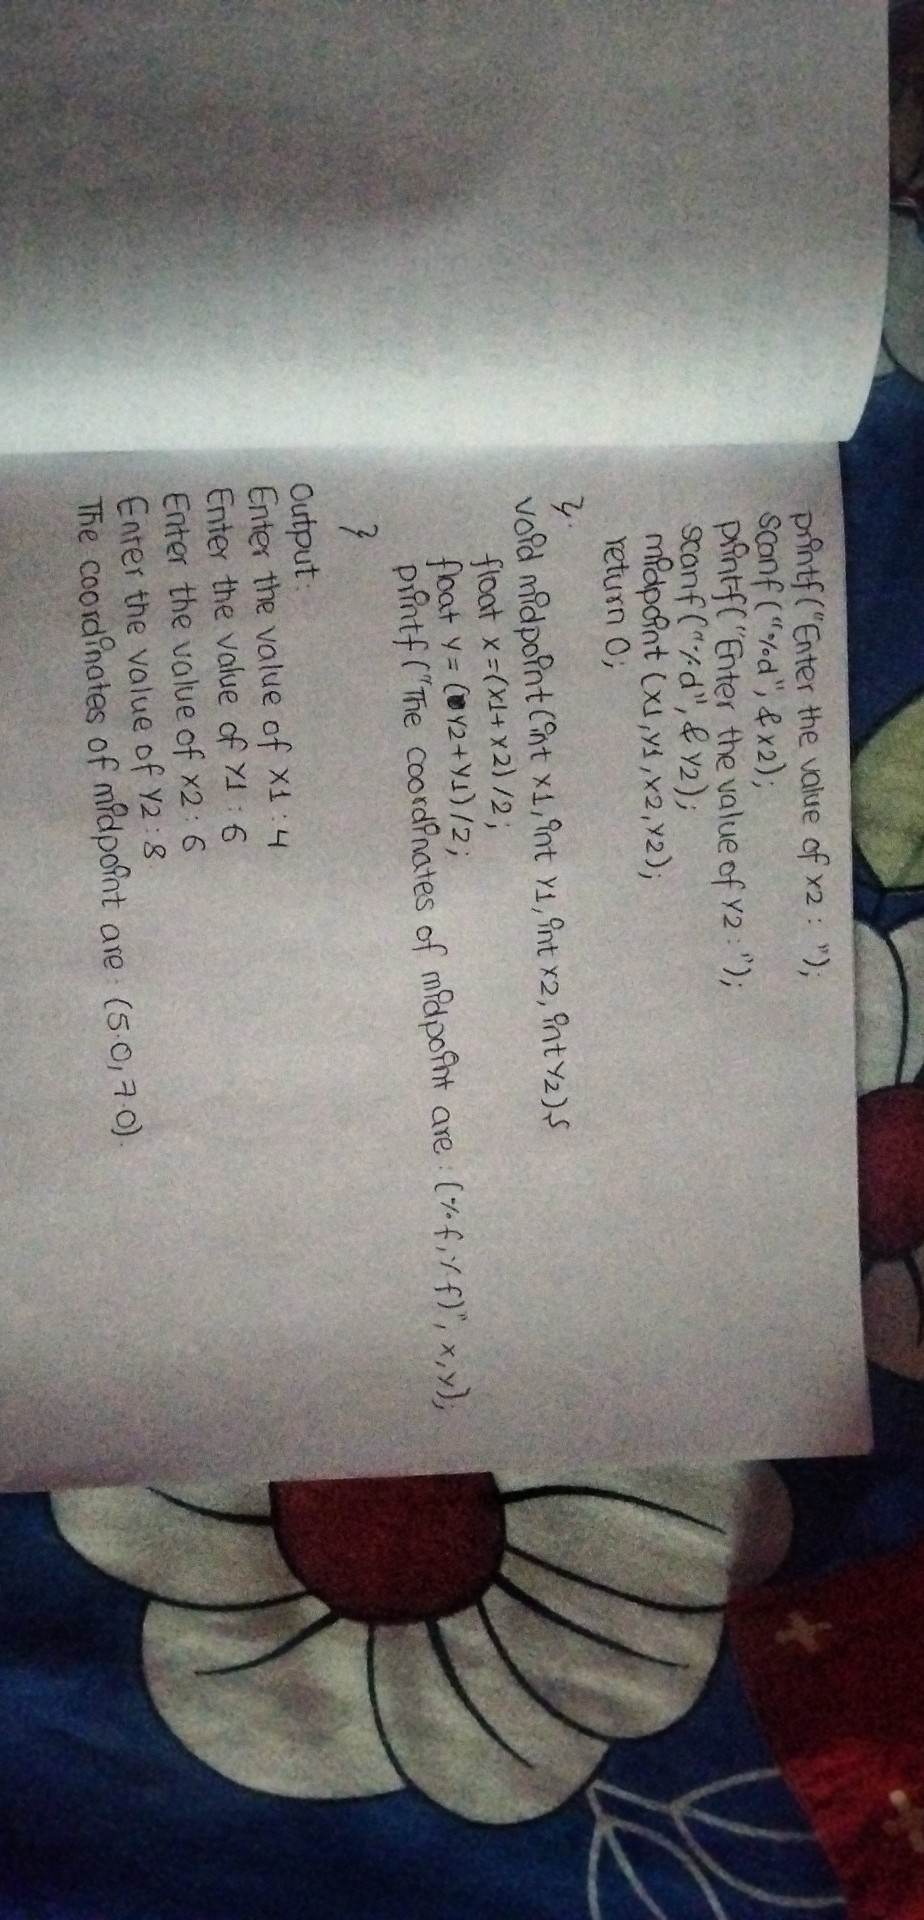 printf("Enter the value of x2 : ");
scanf("%d", &x2);
printf("Enter the value of y2 : ");
scanf("%d", &y2);
midpoint (x1, y1, x2, y2);
return 0;
}.
void midpoint (int x1, int y1, int x2, int y2){
float x = (x1 + x2) / 2;
float y = (y2 + y1) / 2;
printf ("The coordinates of midpoint are : (%f, %f)", x, y);
}
Output :
Enter the value of x1 : 4
Enter the value of y1 : 6
Enter the value of x2 : 6
Enter the value of y2 : 8
The coordinates of midpoint are : (5.0, 7.0).